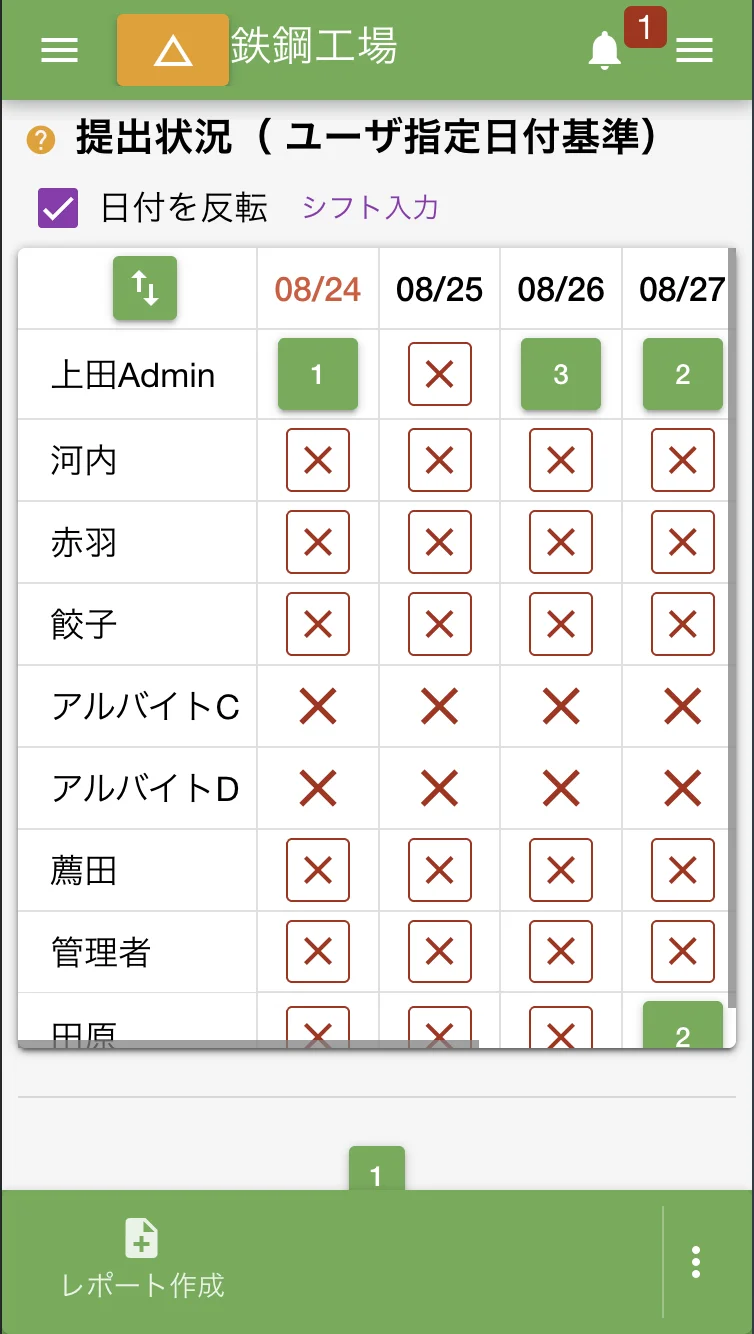 鉄鋼工場
1
提出状況（ ユーザ指定日付基準）
日付を反転 シフト入力
08/24 08/25 08/26 08/27
上田Admin 1 3 2
河内
赤羽
餃子
アルバイトC
アルバイトD
薦田
管理者
田原 2
1
レポート作成